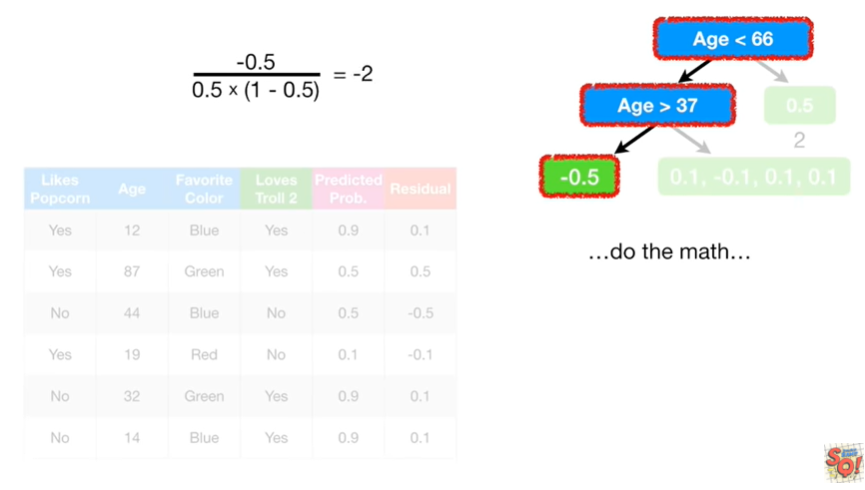 -0.5
0.5 × (1 - 0.5)
= -2
Age < 66
Age > 37
0.5
2
-0.5
0.1, -0.1, 0.1, 0.1
...do the math...
Likes Popcorn Age Favorite Color Loves Troll 2 Predicted Prob. Residual
Yes 12 Blue Yes 0.9 0.1
Yes 87 Green Yes 0.5 0.5
No 44 Blue No 0.5 -0.5
Yes 19 Red No 0.1 -0.1
No 32 Green Yes 0.9 0.1
No 14 Blue Yes 0.9 0.1
SQ!